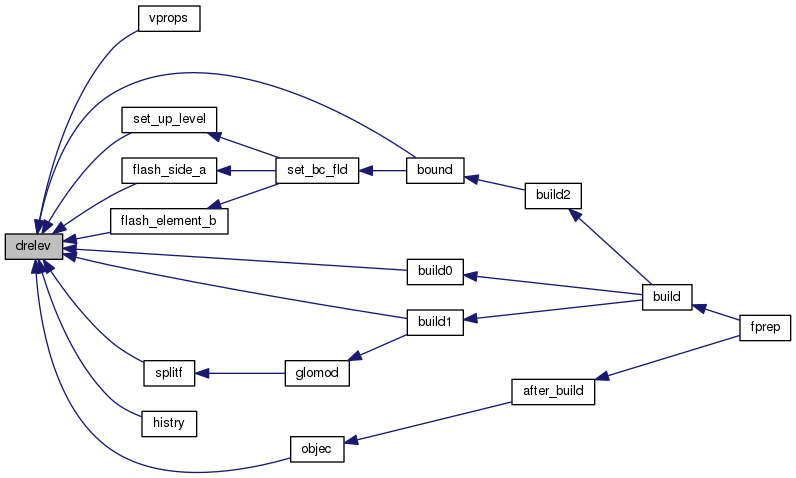 vprops
set_up_level
flash_side_a
set_bc_fld
bound
build2
flash_element_b
drelev
build0
build
build1
fprep
splitf
glomod
after_build
histry
objec